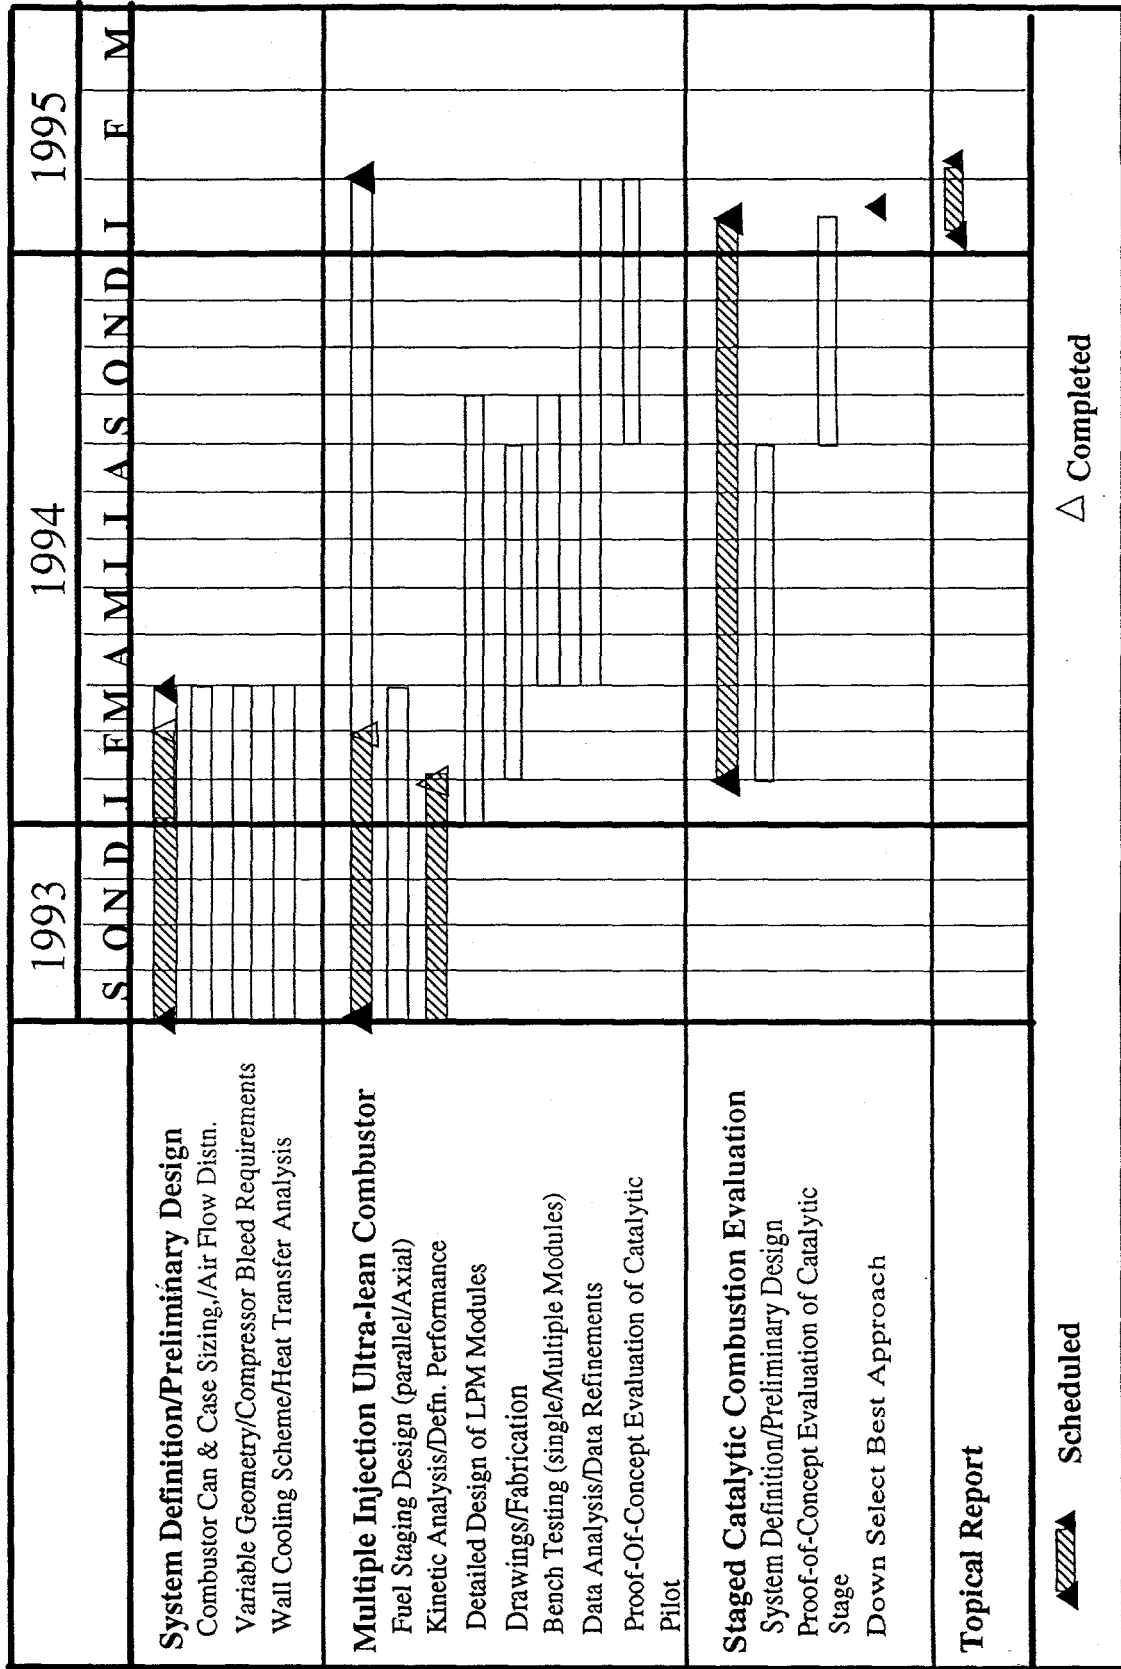 1993 1994 1995
S O N D J F M A M J J A S O N D J F M
System Definition/Preliminary Design
Combustor Can & Case Sizing,/Air Flow Distn.
Variable Geometry/Compressor Bleed Requirements
Wall Cooling Scheme/Heat Transfer Analysis
Multiple Injection Ultra-lean Combustor
Fuel Staging Design (parallel/Axial)
Kinetic Analysis/Defn. Performance
Detailed Design of LPM Modules
Drawings/Fabrication
Bench Testing (single/Multiple Modules)
Data Analysis/Data Refinements
Proof-Of-Concept Evaluation of Catalytic
Pilot
Staged Catalytic Combustion Evaluation
System Definition/Preliminary Design
Proof-of-Concept Evaluation of Catalytic
Stage
Down Select Best Approach
Topical Report
Scheduled
Completed